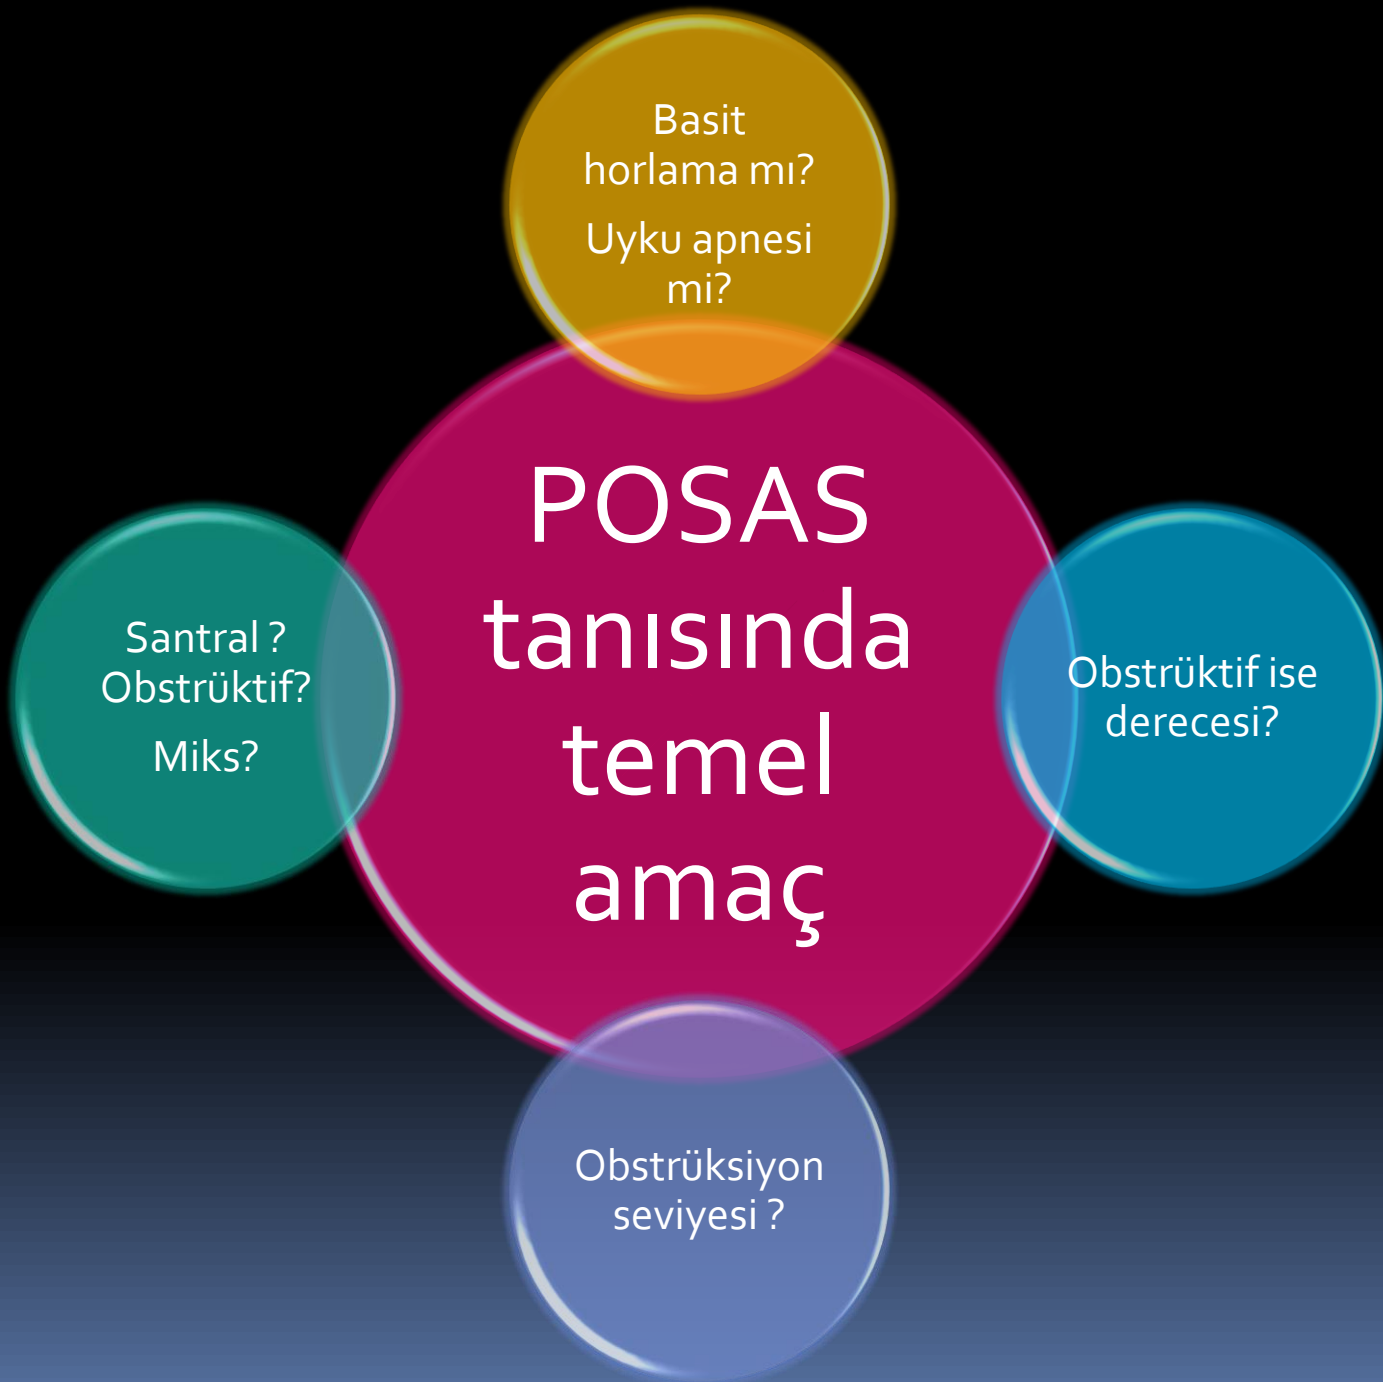 Basit
horlama mı?
Uyku apnesi
mi?
POSAS
tanısında
temel
amaç
Santral ?
Obstrüktif?
Miks?
Obstrüktif ise
derecesi?
Obstrüksiyon
seviyesi ?